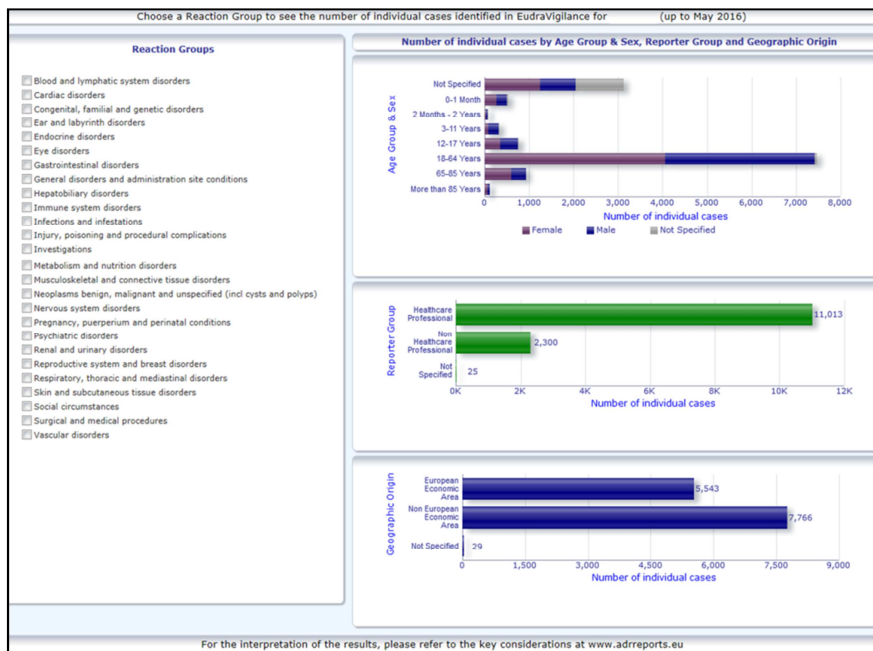 Choose a Reaction Group to see the number of individual cases identified in EudraVigilance for (up to May 2016)
Reaction Groups
Blood and lymphatic system disorders
Cardiac disorders
Congenital, familial and genetic disorders
Ear and labyrinth disorders
Endocrine disorders
Eye disorders
Gastrointestinal disorders
General disorders and administration site conditions
Hepatobiliary disorders
Immune system disorders
Infections and infestations
Injury, poisoning and procedural complications
Investigations
Metabolism and nutrition disorders
Musculoskeletal and connective tissue disorders
Neoplasms benign, malignant and unspecified (incl cysts and polyps)
Nervous system disorders
Pregnancy, puerperium and perinatal conditions
Psychiatric disorders
Renal and urinary disorders
Reproductive system and breast disorders
Respiratory, thoracic and mediastinal disorders
Skin and subcutaneous tissue disorders
Social circumstances
Surgical and medical procedures
Vascular disorders
Number of individual cases by Age Group & Sex, Reporter Group and Geographic Origin
Age Group & Sex
Not Specified
0-1 Month
2 Months - 2 Years
3-11 Years
12-17 Years
18-64 Years
65-85 Years
More than 85 Years
0 1,000 2,000 3,000 4,000 5,000 6,000 7,000 8,000
Number of individual cases
Female Male Not Specified
Reporter Group
Healthcare
Professional
11,013
Non
Healthcare
Professional
2,300
Not
Specified
25
0K 2K 4K 6K 8K 10K 12K
Number of individual cases
Geographic Origin
European
Economic
Area
5,543
Non European
Economic
Area
7,766
Not Specified
29
0 1,500 3,000 4,500 6,000 7,500 9,000
Number of individual cases
For the interpretation of the results, please refer to the key considerations at www.adrreports.eu